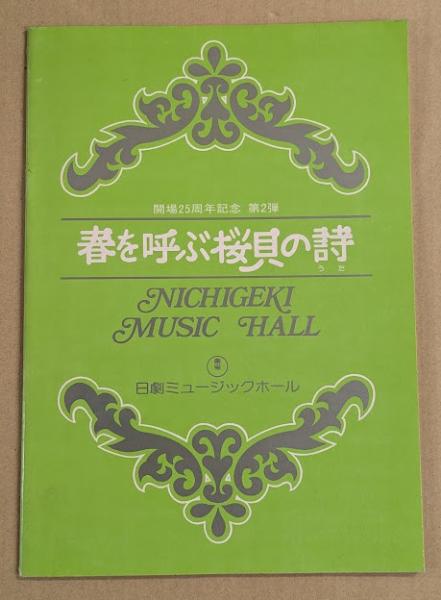 開場25周年記念 第2弾
春を呼ぶ桜貝の詩
うた
NICHIGEKI
MUSIC HALL
日劇ミュージックホール